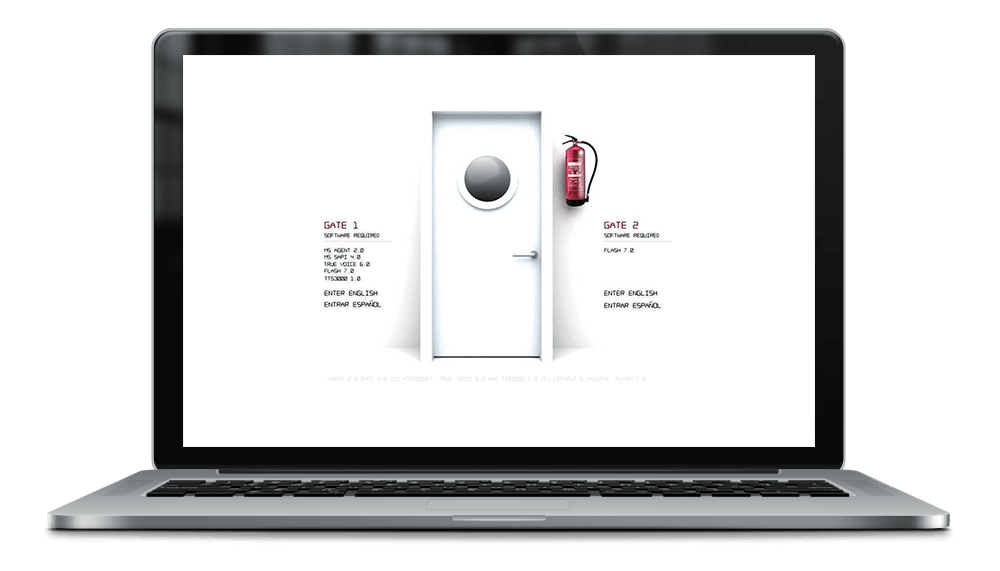 GATE 1
SOFTWARE REQUIRED
MS AGENT 2.0
MS SAPI 4.0
TRUE VOICE 6.0
FLASH 7.0
TTS3000 1.0
ENTER ENGLISH
ENTRAR ESPAÑOL
GATE 2
SOFTWARE REQUIRED
FLASH 7.0
ENTER ENGLISH
ENTRAR ESPAÑOL